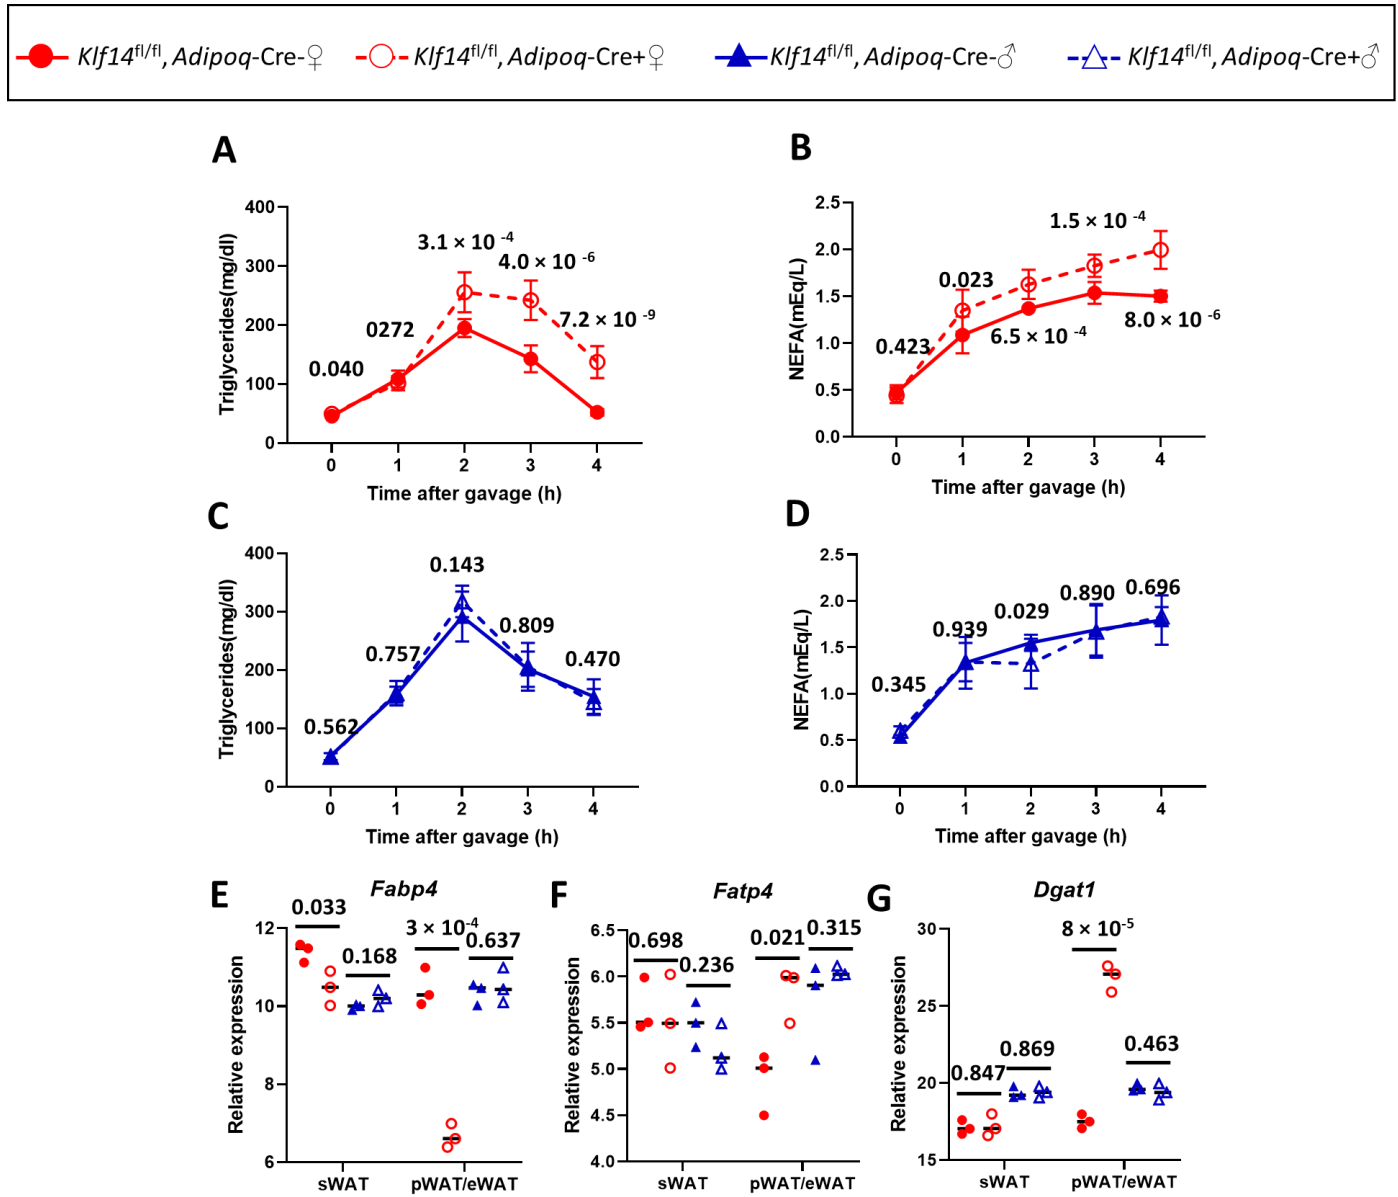 Klf14fl/fl, Adipoq-Cre-♀ Klf14fl/fl, Adipoq-Cre+♀ Klf14fl/fl, Adipoq-Cre-♂ Klf14fl/fl, Adipoq-Cre+♂
A
Triglycerides(mg/dl)
400
300
200
100
0
0.040
0272
3.1 × 10 -4
4.0 × 10 -6
7.2 × 10 -9
0 1 2 3 4
Time after gavage (h)
B
NEFA(mEq/L)
2.5
2.0
1.5
1.0
0.5
0.0
0.423
0.023
6.5 × 10 -4
1.5 × 10 -4
8.0 × 10 -6
0 1 2 3 4
Time after gavage (h)
C
Triglycerides(mg/dl)
400
300
200
100
0
0.562
0.757
0.143
0.809
0.470
0 1 2 3 4
Time after gavage (h)
D
NEFA(mEq/L)
2.5
2.0
1.5
1.0
0.5
0.0
0.345
0.939
0.029
0.890
0.696
0 1 2 3 4
Time after gavage (h)
E
Fabp4
Relative expression
12
10
8
6
0.033
0.168
3 × 10-4
0.637
sWAT pWAT/eWAT
F
Fatp4
Relative expression
6.5
6.0
5.5
5.0
4.5
4.0
0.698
0.236
0.021
0.315
sWAT pWAT/eWAT
G
Dgat1
Relative expression
30
25
20
15
0.847
0.869
8 × 10-5
0.463
sWAT pWAT/eWAT